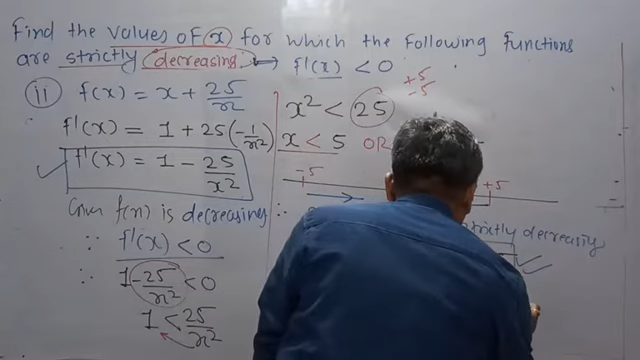 Find the values of x for which the following functions
are strictly decreasing → f'(x) < 0
ii f(x) = x + 25/x
f'(x) = 1 + 25(-1/x²)
f'(x) = 1 - 25/x²
Given f(x) is decreasing
∵ f'(x) < 0
∴ 1 - 25/x² < 0
1 < 25/x²
x² < 25
+5
-5
x < 5 OR
-5 +5
∴
strictly decreasing